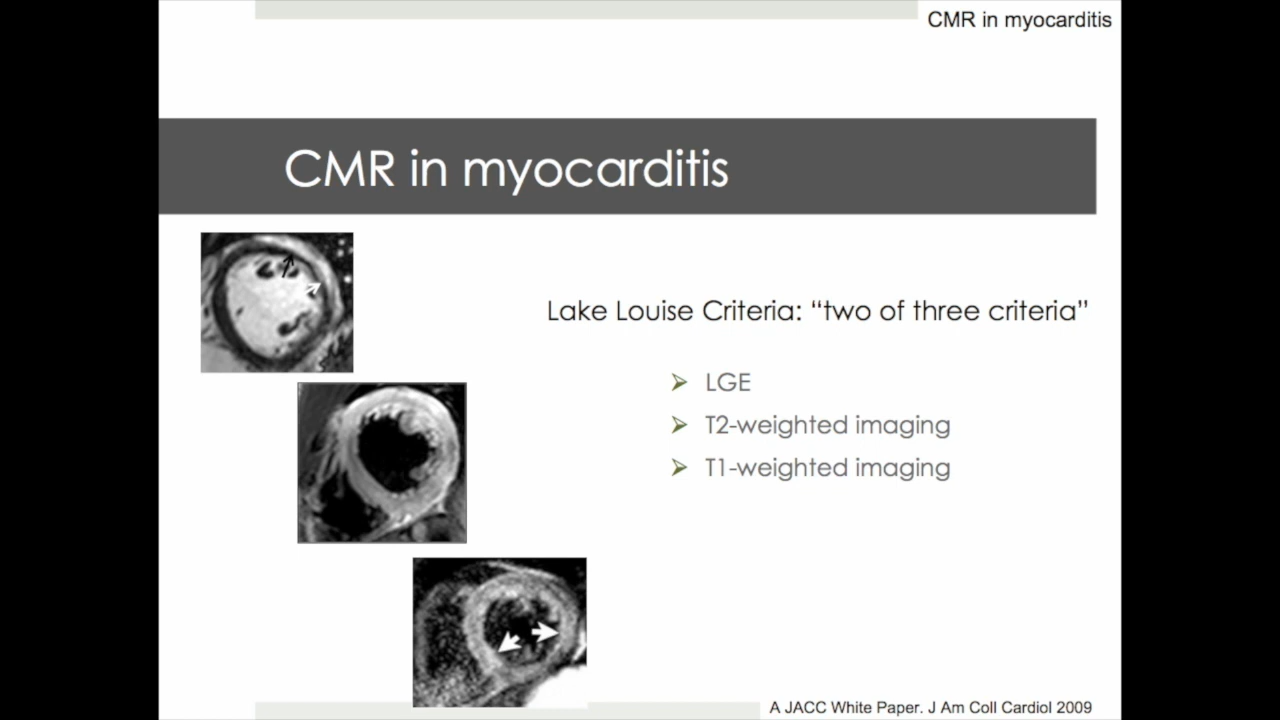 CMR in myocarditis
CMR in myocarditis
Lake Louise Criteria: “two of three criteria”
➢ LGE
➢ T2-weighted imaging
➢ T1-weighted imaging
A JACC White Paper. J Am Coll Cardiol 2009